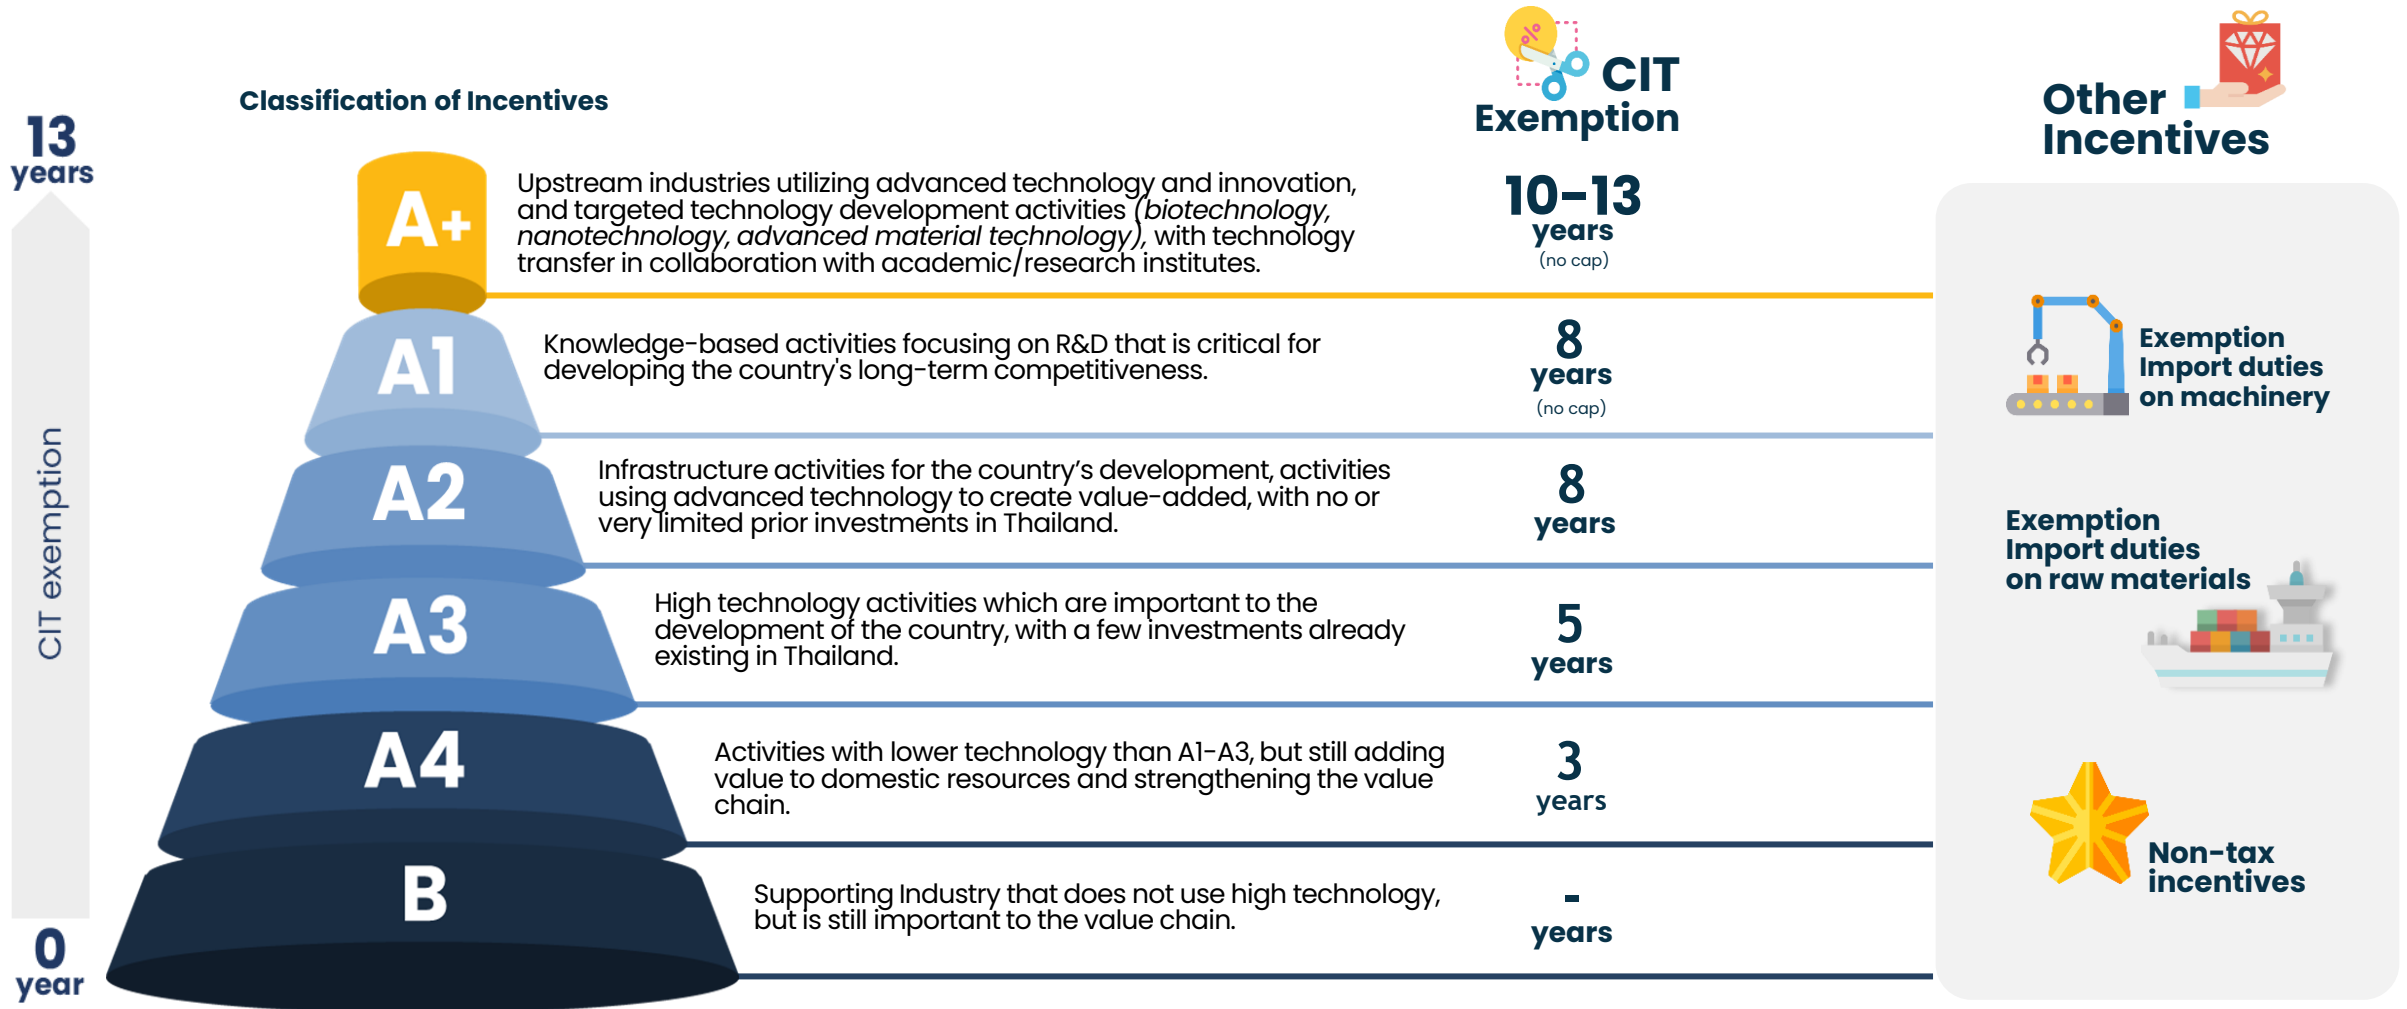 Classification of Incentives
CIT
Exemption
Other
Incentives
13
years
CIT exemption
0
year
A+
Upstream industries utilizing advanced technology and innovation,
and targeted technology development activities (biotechnology,
nanotechnology, advanced material technology), with technology
transfer in collaboration with academic/research institutes.
10-13
years
(no cap)
A1
Knowledge-based activities focusing on R&D that is critical for
developing the country's long-term competitiveness.
8
years
(no cap)
A2
Infrastructure activities for the country’s development, activities
using advanced technology to create value-added, with no or
very limited prior investments in Thailand.
8
years
A3
High technology activities which are important to the
development of the country, with a few investments already
existing in Thailand.
5
years
A4
Activities with lower technology than A1-A3, but still adding
value to domestic resources and strengthening the value
chain.
3
years
B
Supporting Industry that does not use high technology,
but is still important to the value chain.
-
years
Exemption
Import duties
on machinery
Exemption
Import duties
on raw materials
Non-tax
incentives